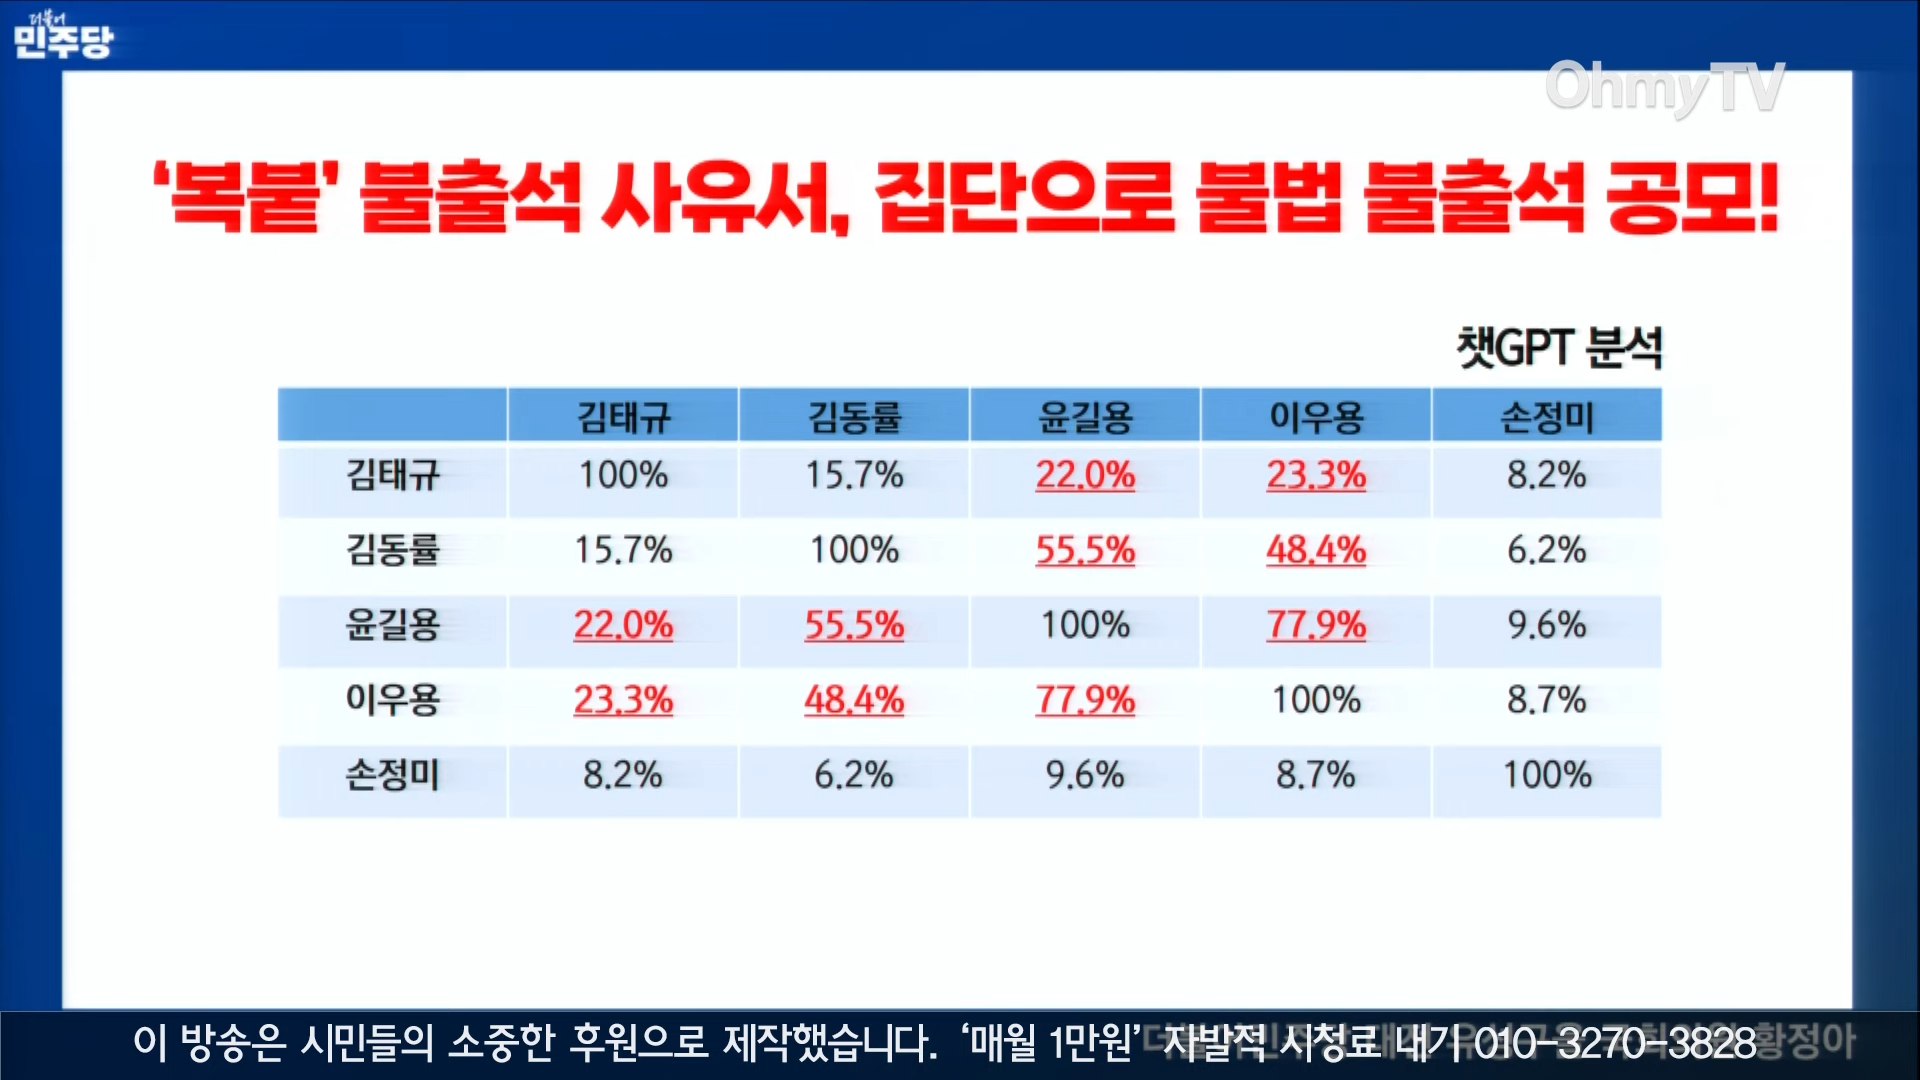 더불어
민주당
OhmyTV
‘복붙’ 불출석 사유서, 집단으로 불법 불출석 공모!
챗GPT 분석
김태규 김동률 윤길용 이우용 손정미
김태규 100% 15.7% 22.0% 23.3% 8.2%
김동률 15.7% 100% 55.5% 48.4% 6.2%
윤길용 22.0% 55.5% 100% 77.9% 9.6%
이우용 23.3% 48.4% 77.9% 100% 8.7%
손정미 8.2% 6.2% 9.6% 8.7% 100%
이 방송은 시민들의 소중한 후원으로 제작했습니다. ‘매월 1만원’ 자발적 시청료 내기 010-3270-3828
황정아